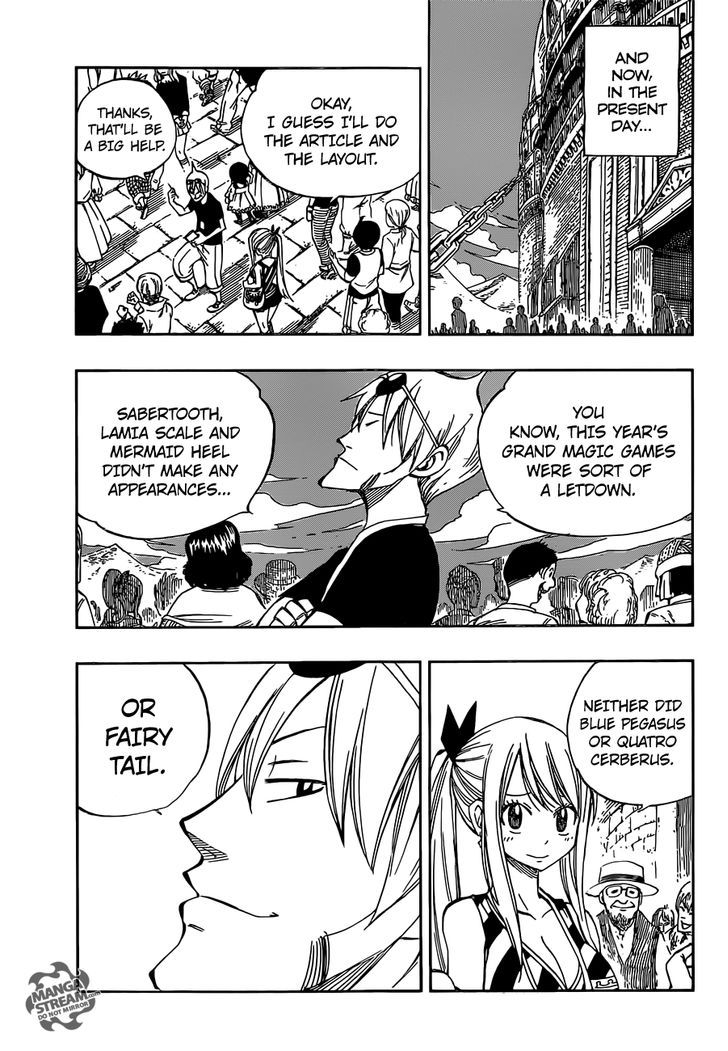 AND
NOW,
IN THE
PRESENT
DAY...
OKAY,
I GUESS I'LL DO
THE ARTICLE AND
THE LAYOUT.
THANKS,
THAT'LL BE
A BIG HELP.
YOU
KNOW, THIS YEAR'S
GRAND MAGIC GAMES
WERE SORT OF
A LETDOWN.
SABERTOOTH,
LAMIA SCALE AND
MERMAID HEEL
DIDN'T MAKE ANY
APPEARANCES...
NEITHER DID
BLUE PEGASUS
OR QUATRO
CERBERUS.
OR
FAIRY
TAIL.
MANGA
STREAM.com
DO NOT MIRROR